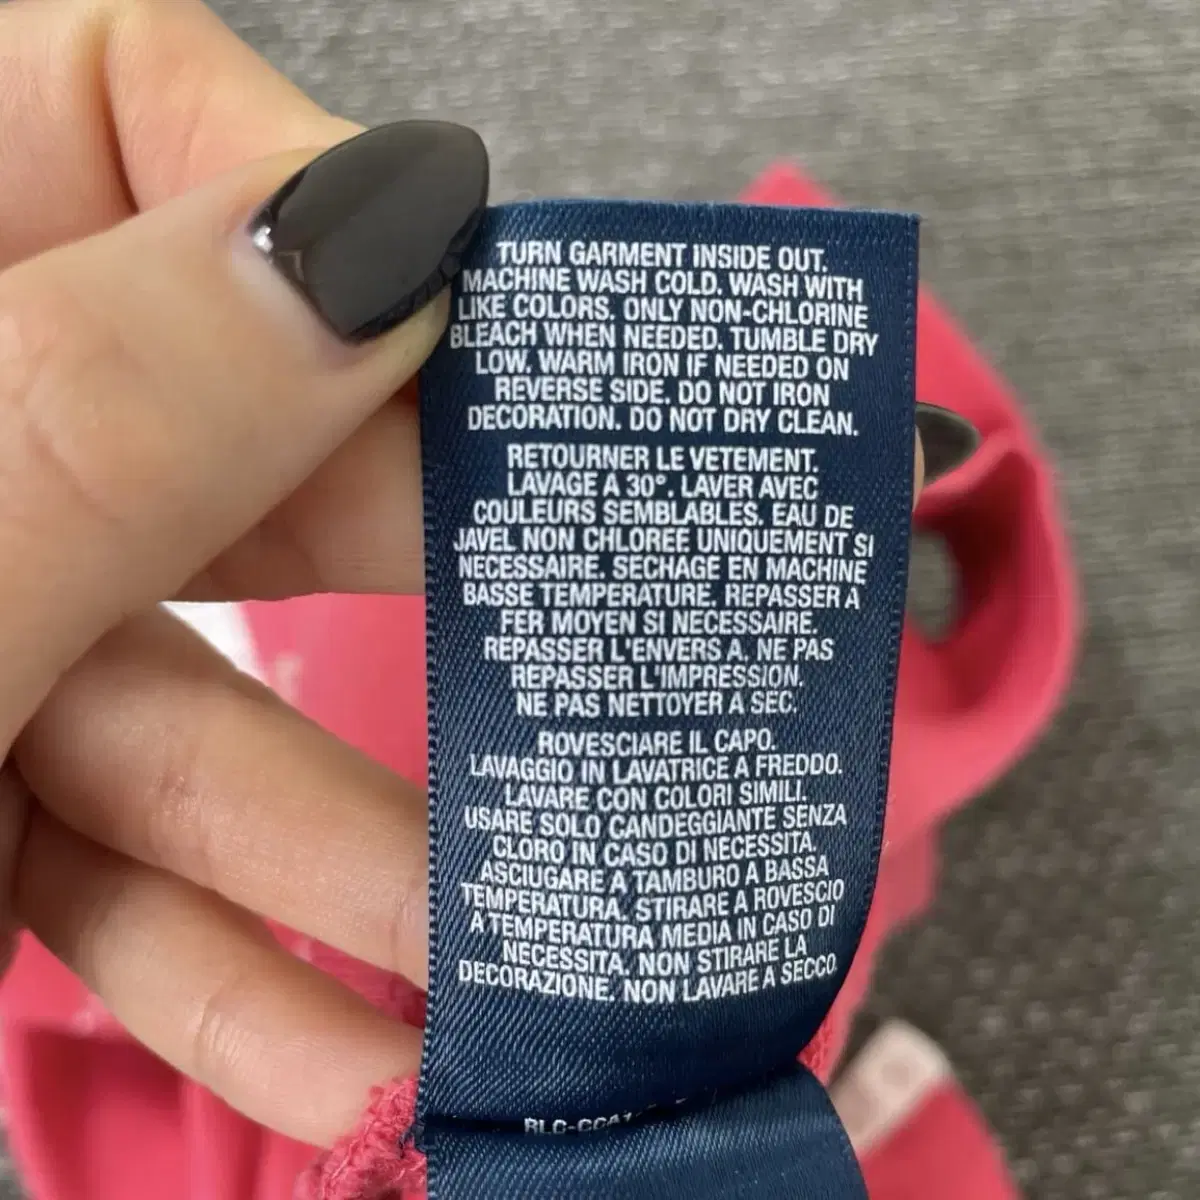 TURN GARMENT INSIDE OUT.
MACHINE WASH COLD. WASH WITH
LIKE COLORS. ONLY NON-CHLORINE
BLEACH WHEN NEEDED. TUMBLE DRY
LOW. WARM IRON IF NEEDED ON
REVERSE SIDE. DO NOT IRON
DECORATION. DO NOT DRY CLEAN.
RETOURNER LE VETEMENT.
LAVAGE A 30°. LAVER AVEC
COULEURS SEMBLABLES. EAU DE
JAVEL NON CHLOREE UNIQUEMENT SI
NECESSAIRE. SECHAGE EN MACHINE
BASSE TEMPERATURE. REPASSER A
FER MOYEN SI NECESSAIRE.
REPASSER L'ENVERS A. NE PAS
REPASSER L'IMPRESSION.
NE PAS NETTOYER A SEC.
ROVESCIARE IL CAPO.
LAVAGGIO IN LAVATRICE A FREDDO.
LAVARE CON COLORI SIMILI.
USARE SOLO CANDEGGIANTE SENZA
CLORO IN CASO DI NECESSITA.
ASCIUGARE A TAMBURO A BASSA
TEMPERATURA. STIRARE A ROVESCIO
A TEMPERATURA MEDIA IN CASO DI
NECESSITA. NON STIRARE LA
DECORAZIONE. NON LAVARE A SECCO.